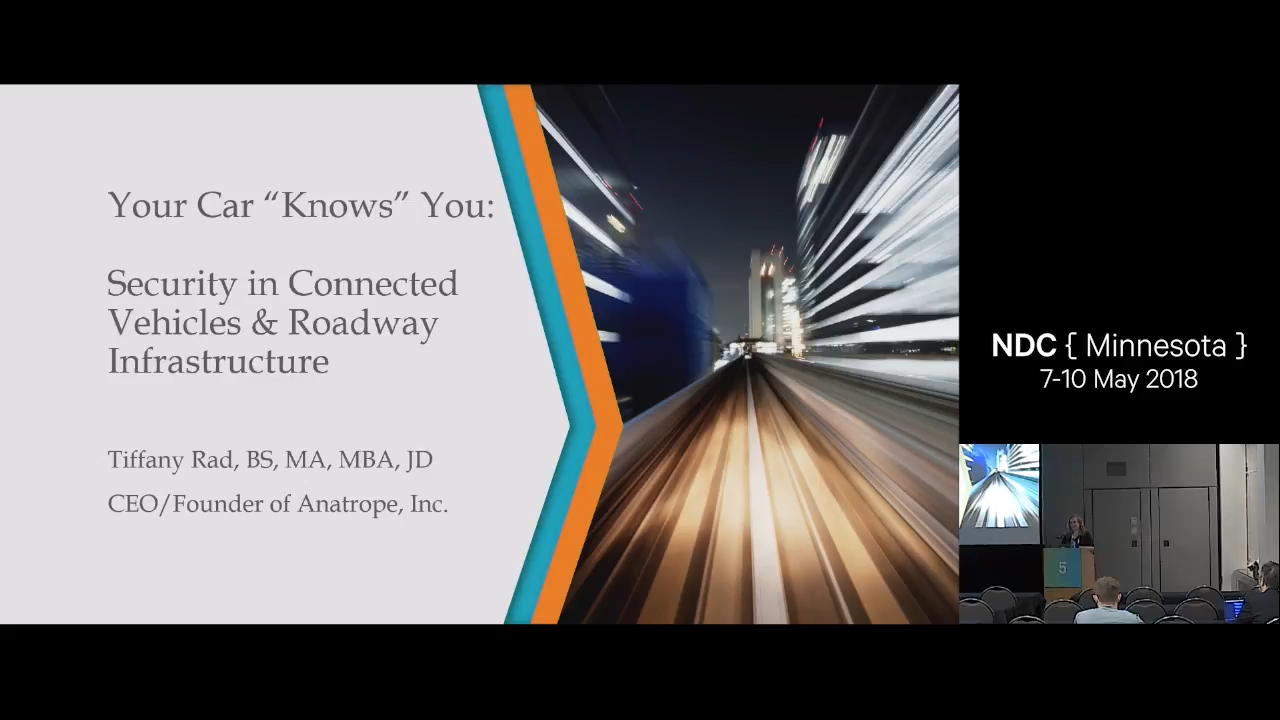 Your Car “Knows” You:
Security in Connected
Vehicles & Roadway
Infrastructure
Tiffany Rad, BS, MA, MBA, JD
CEO/Founder of Anatrope, Inc.
NDC { Minnesota }
7-10 May 2018
5